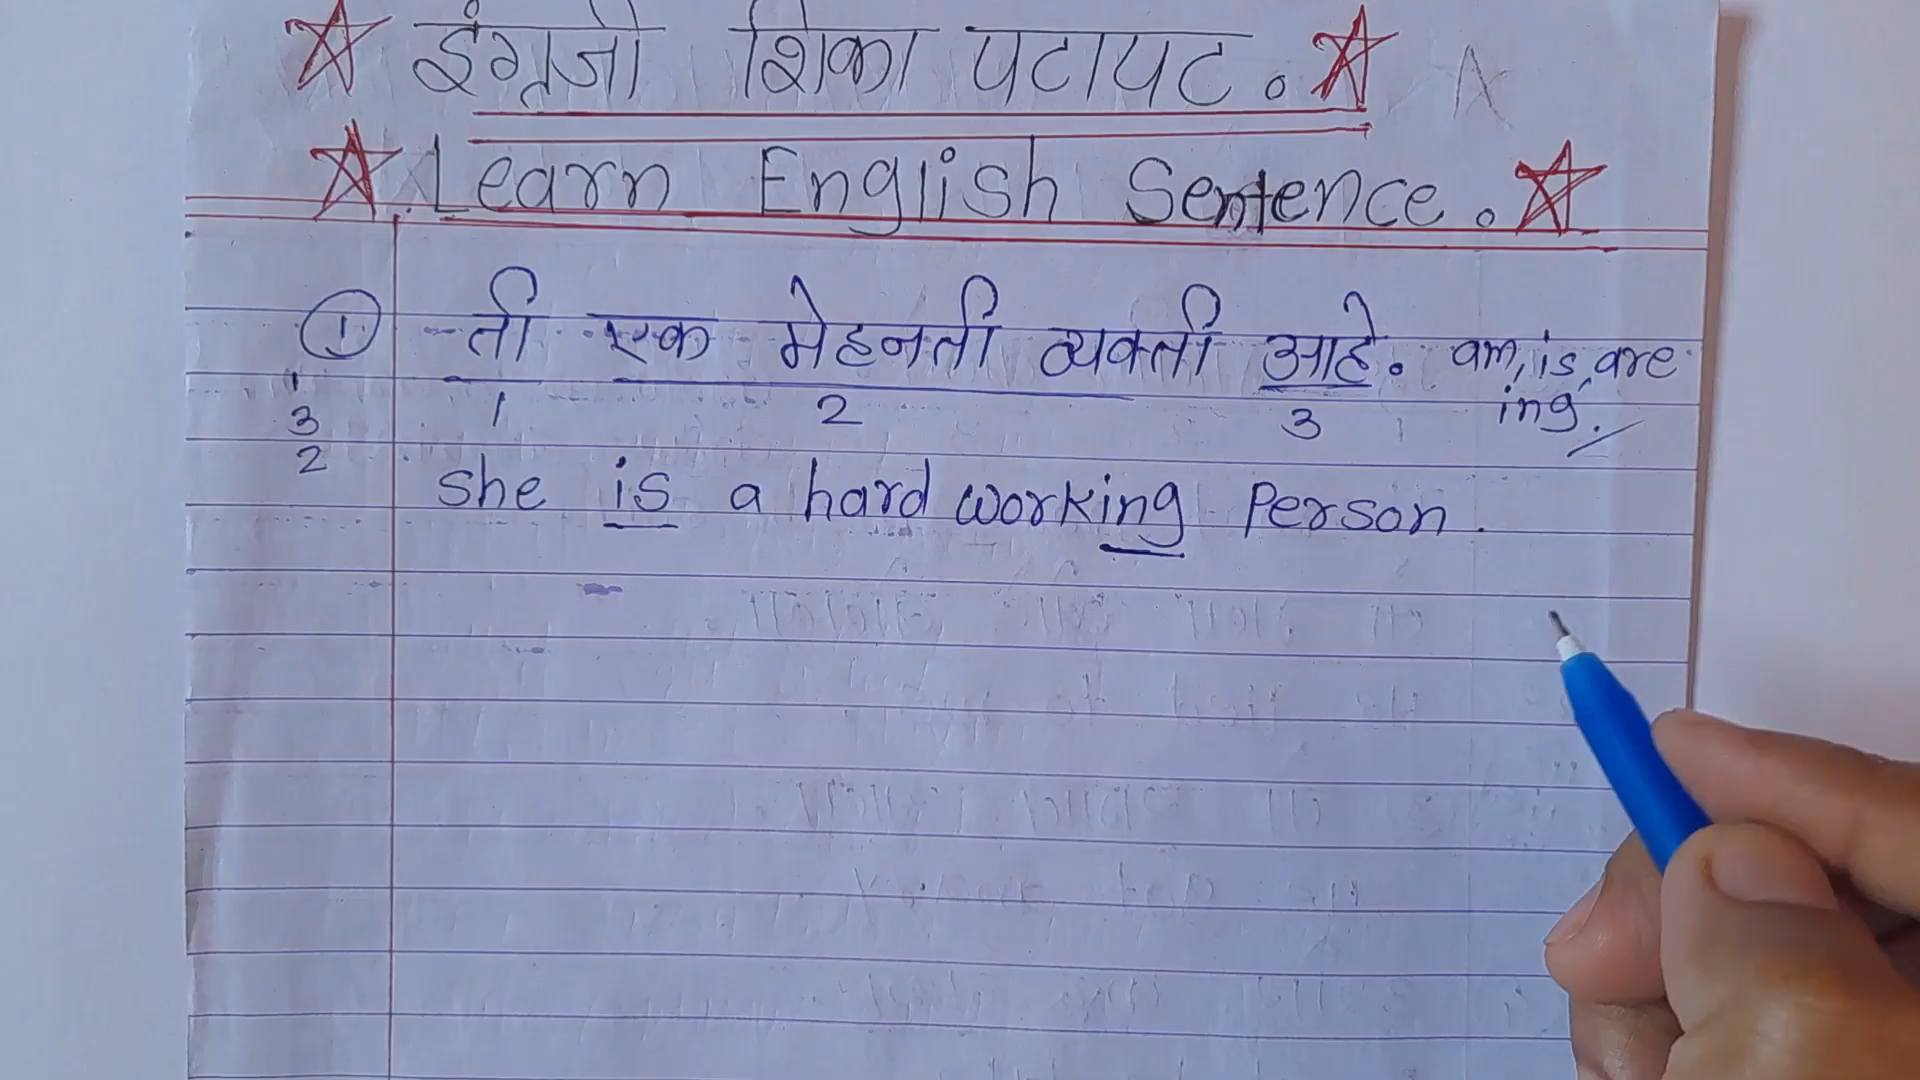 इंग्रजी शिका पटापट.
Learn English Sentence.
① ती एक मेहनती व्यक्ती आहे. am, is, are
1 2 3 ing.
1
3
2
she is a hard working Person.